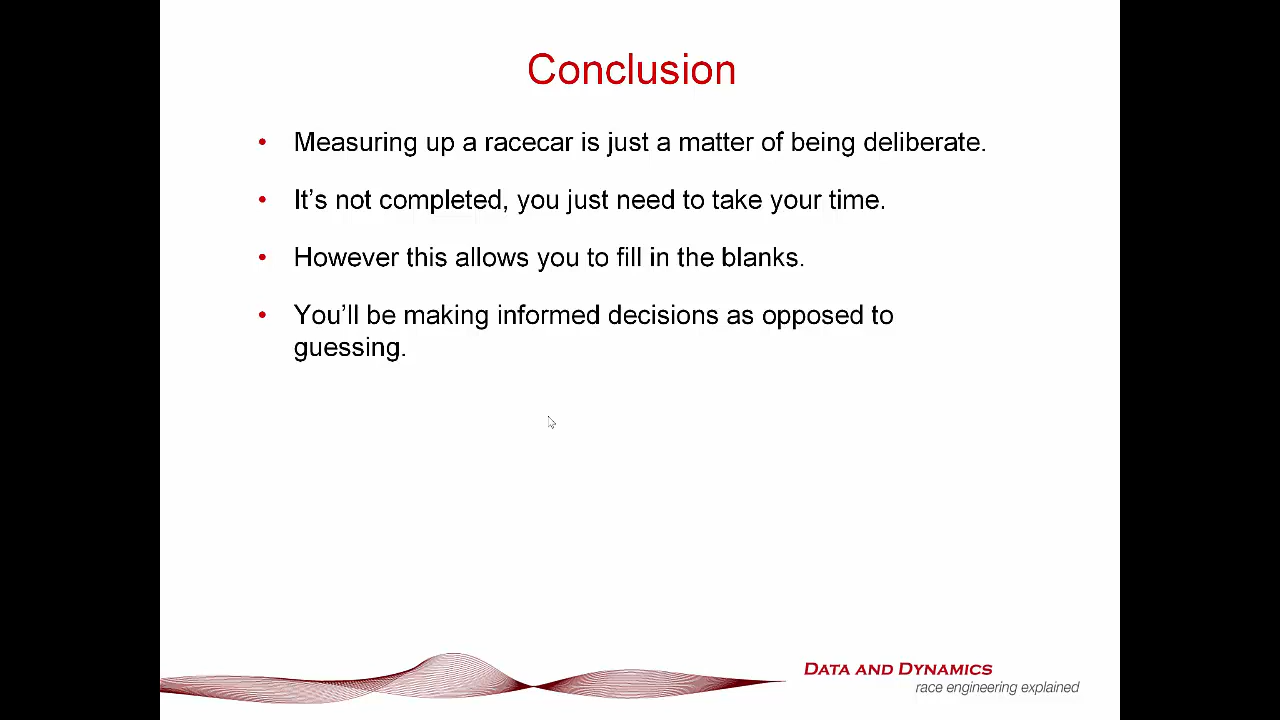 Conclusion
• Measuring up a racecar is just a matter of being deliberate.
• It’s not completed, you just need to take your time.
• However this allows you to fill in the blanks.
• You’ll be making informed decisions as opposed to
guessing.
DATA AND DYNAMICS
race engineering explained